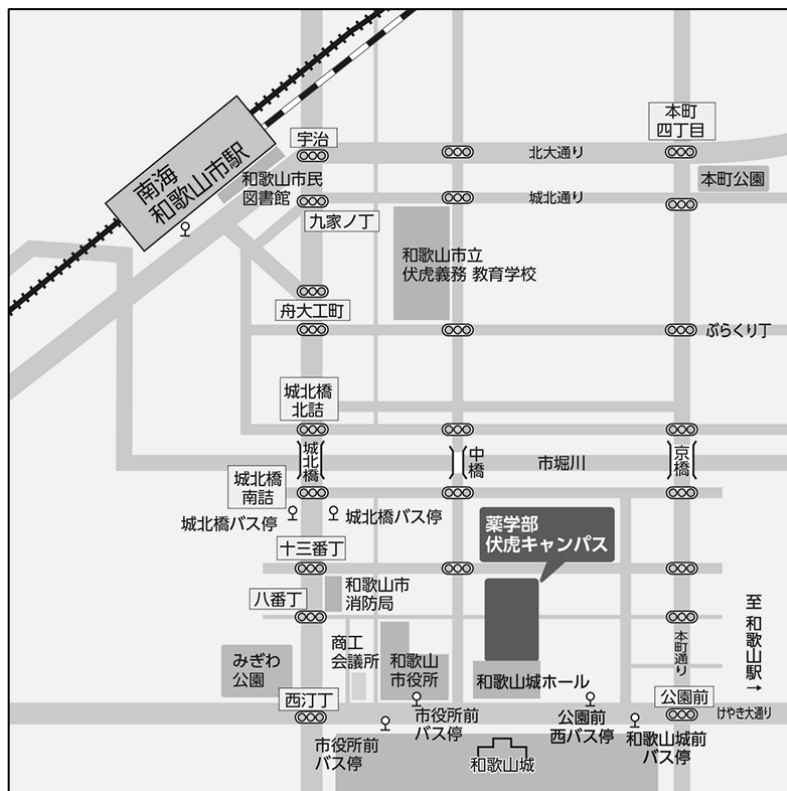 本町
四丁目
宇治
北大通り
南海
和歌山市駅
和歌山市民
図書館
本町公園
城北通り
九家ノ丁
和歌山市立
伏虎義務 教育学校
舟大工町
ぶらくり丁
城北橋
北詰
城北橋
中橋
市堀川
京橋
城北橋
南詰
城北橋バス停
城北橋バス停
薬学部
伏虎キャンパス
十三番丁
和歌山市
消防局
八番丁
至 和歌山駅→
本町通り
商工
会議所
和歌山
市役所
みぎわ
公園
和歌山城ホール
西汀丁
公園前
けやき大通り
市役所前
バス停
市役所前
バス停
公園前
西バス停
和歌山城前
バス停
和歌山城